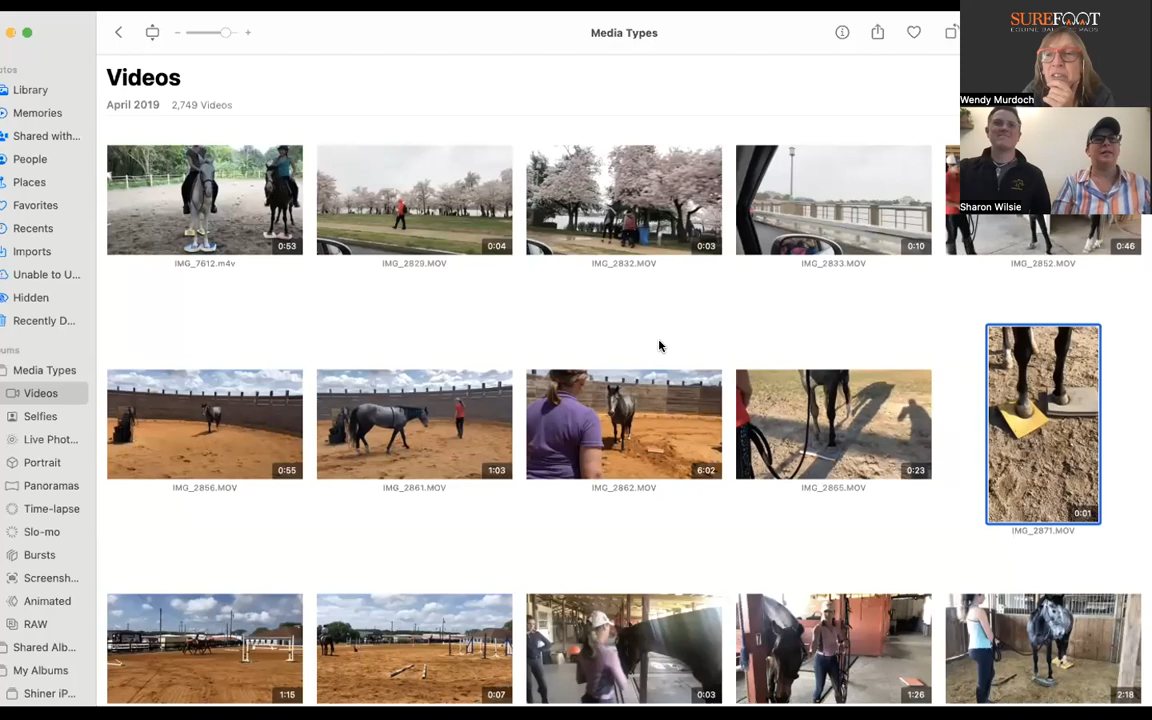 Media Types
SUREFOOT
Wendy Murdoch
Sharon Wilsie
otos
Library
Memories
Shared with...
People
Places
Favorites
Recents
Imports
Unable to U...
Hidden
Recently D...
ums
Media Types
Videos
Selfies
Live Phot...
Portrait
Panoramas
Time-lapse
Slo-mo
Bursts
Screensh...
Animated
RAW
Shared Alb...
My Albums
Shiner iP...
Videos
April 2019 2,749 Videos
0:53 0:04 0:03 0:10 0:46
IMG_7612.m4v IMG_2829.MOV IMG_2832.MOV IMG_2833.MOV IMG_2852.MOV
0:55 1:03 6:02 0:23 0:01
IMG_2856.MOV IMG_2861.MOV IMG_2862.MOV IMG_2865.MOV IMG_2871.MOV
1:15 0:07 0:03 1:26 2:18